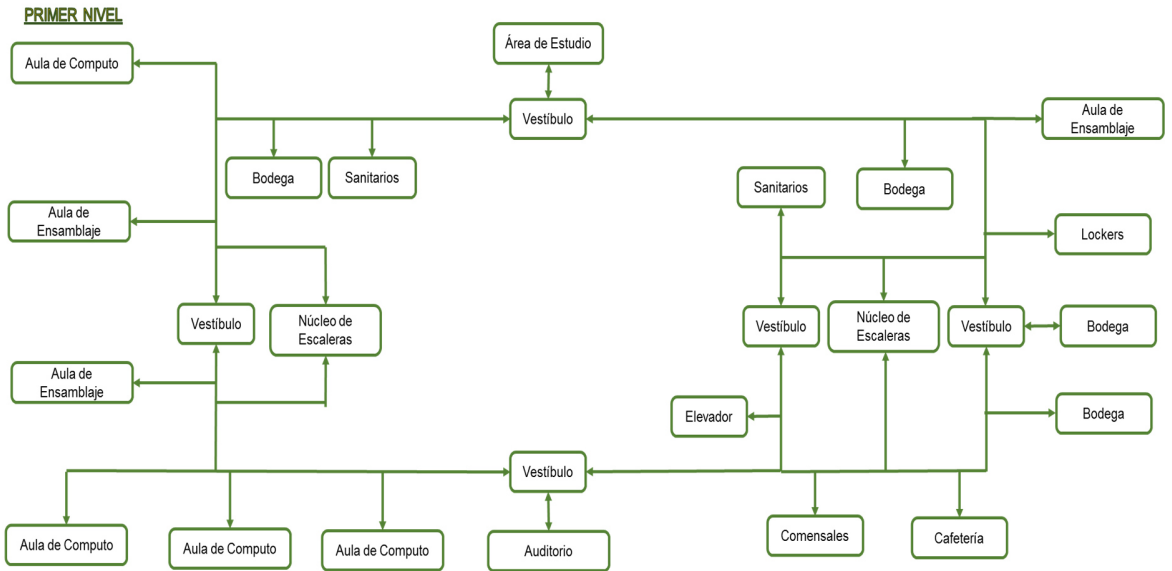 PRIMER NIVEL
Área de Estudio
Aula de Computo
Vestíbulo
Aula de
Ensamblaje
Bodega
Sanitarios
Sanitarios
Bodega
Aula de
Ensamblaje
Lockers
Vestíbulo
Núcleo de
Escaleras
Vestíbulo
Núcleo de
Escaleras
Vestíbulo
Bodega
Aula de
Ensamblaje
Elevador
Bodega
Vestíbulo
Aula de Computo
Aula de Computo
Aula de Computo
Auditorio
Comensales
Cafetería